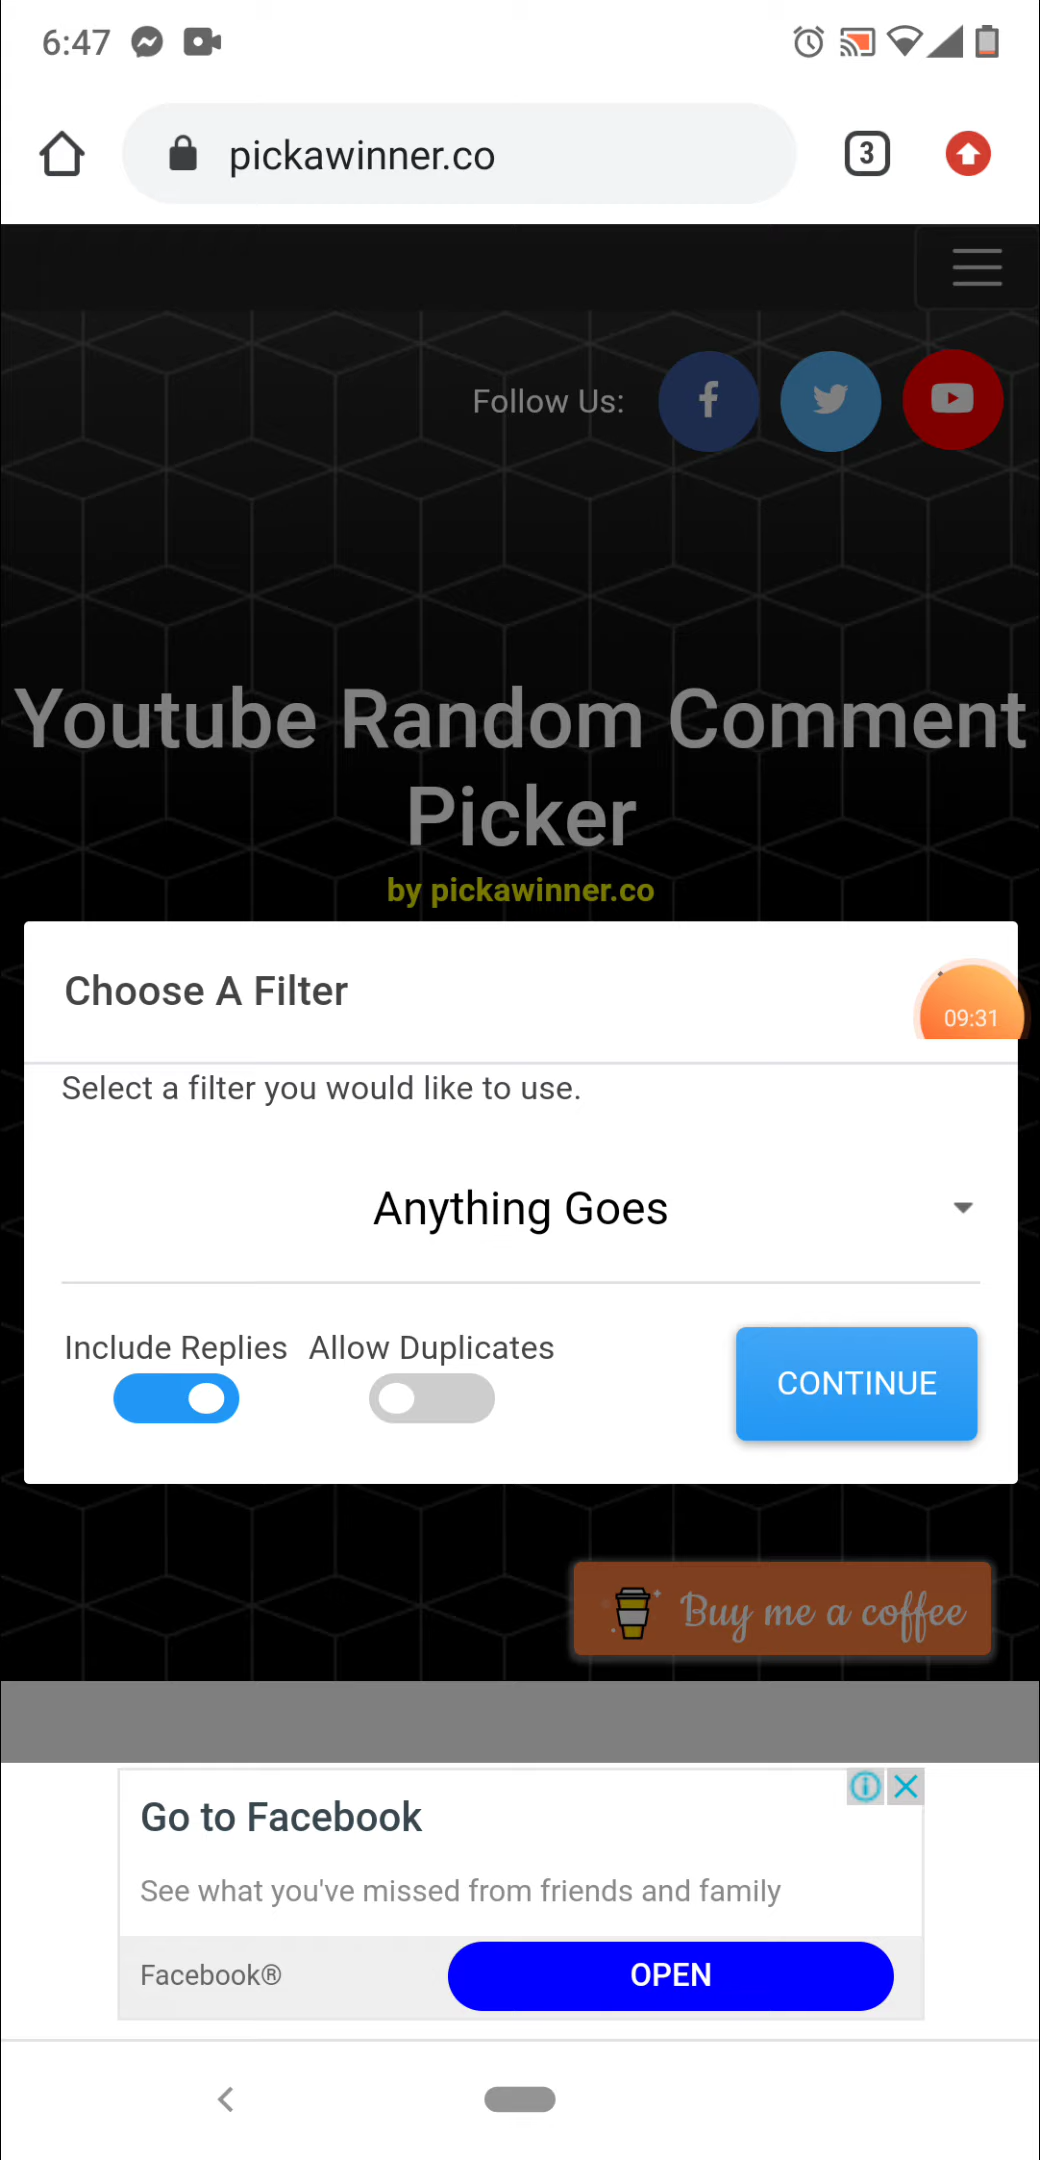 6:47
pickawinner.co
3
Follow Us:
Youtube Random Comment
Picker
by pickawinner.co
Choose A Filter
09:31
Select a filter you would like to use.
Anything Goes
Include Replies Allow Duplicates
CONTINUE
Buy me a coffee
Go to Facebook
See what you've missed from friends and family
Facebook®
OPEN